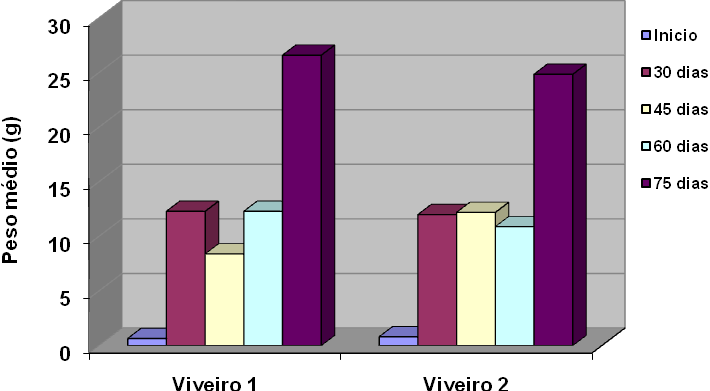 Peso médio (g)
30
25
20
15
10
5
0
Viveiro 1
Viveiro 2
Inicio
30 dias
45 dias
60 dias
75 dias